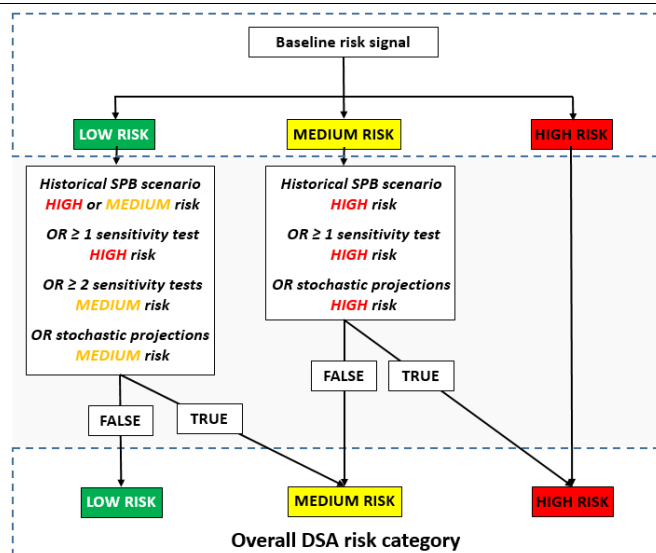 Baseline risk signal
LOW RISK
MEDIUM RISK
HIGH RISK
Historical SPB scenario
HIGH or MEDIUM risk
OR ≥ 1 sensitivity test
HIGH risk
OR ≥ 2 sensitivity tests
MEDIUM risk
OR stochastic projections
MEDIUM risk
Historical SPB scenario
HIGH risk
OR ≥ 1 sensitivity test
HIGH risk
OR stochastic projections
HIGH risk
FALSE
TRUE
FALSE
TRUE
LOW RISK
MEDIUM RISK
HIGH RISK
Overall DSA risk category